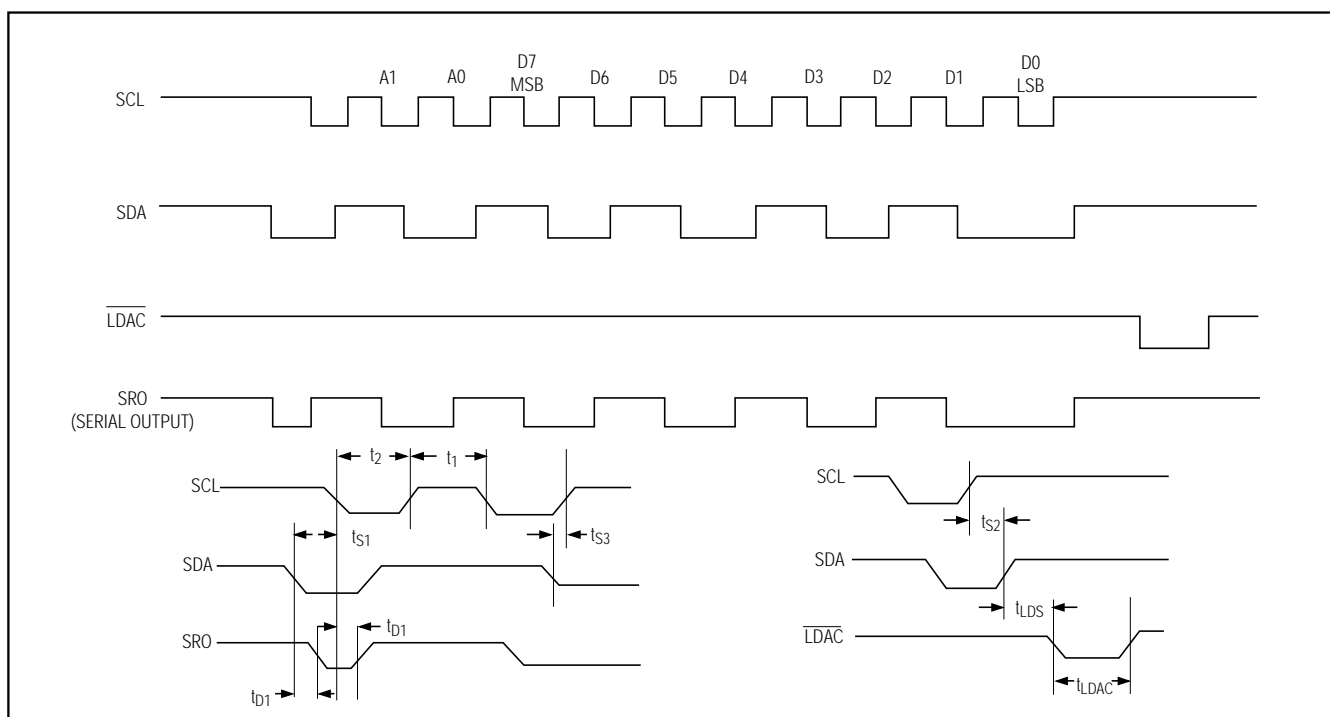 A1 A0 D7 MSB D6 D5 D4 D3 D2 D1 D0 LSB
SCL
SDA
LDAC
SRO
(SERIAL OUTPUT)
t2 t1
SCL
tS1 tS3
SDA
tD1
SRO
tD1
SCL
tS2
SDA
tLDS
LDAC
tLDAC